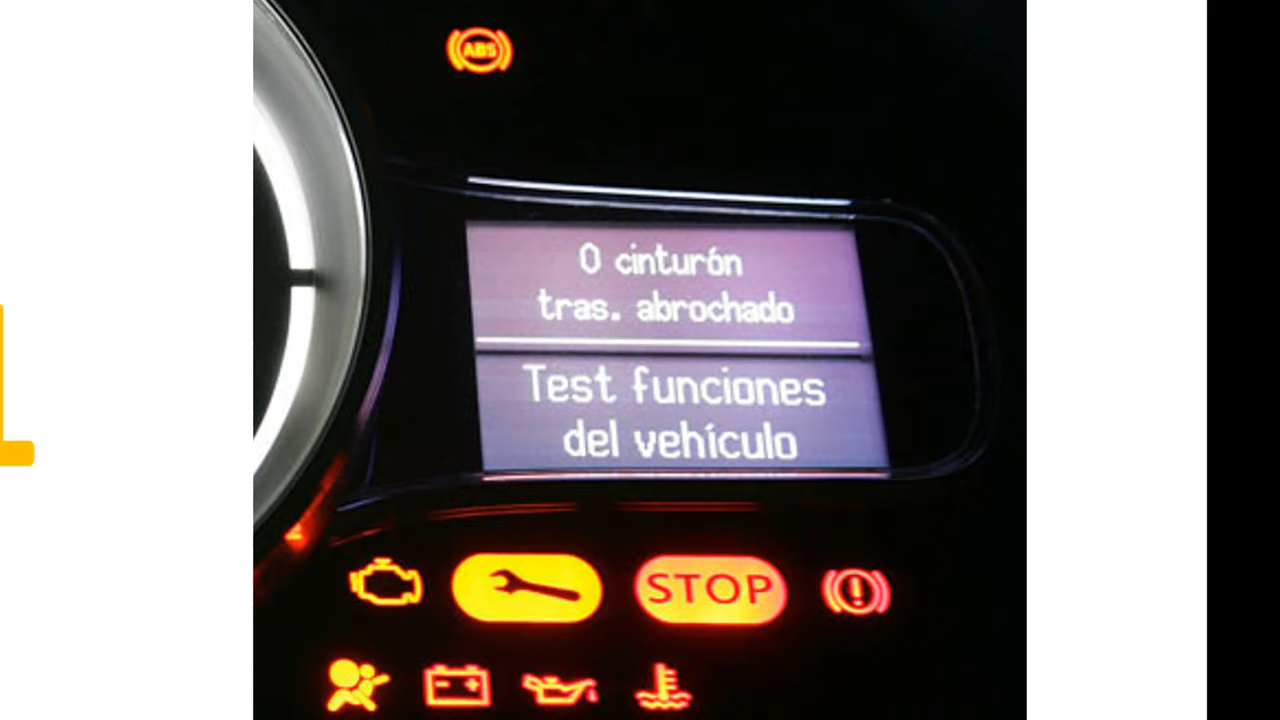 ABS
0 cinturón
tras. abrochado
Test funciones
del vehículo
STOP